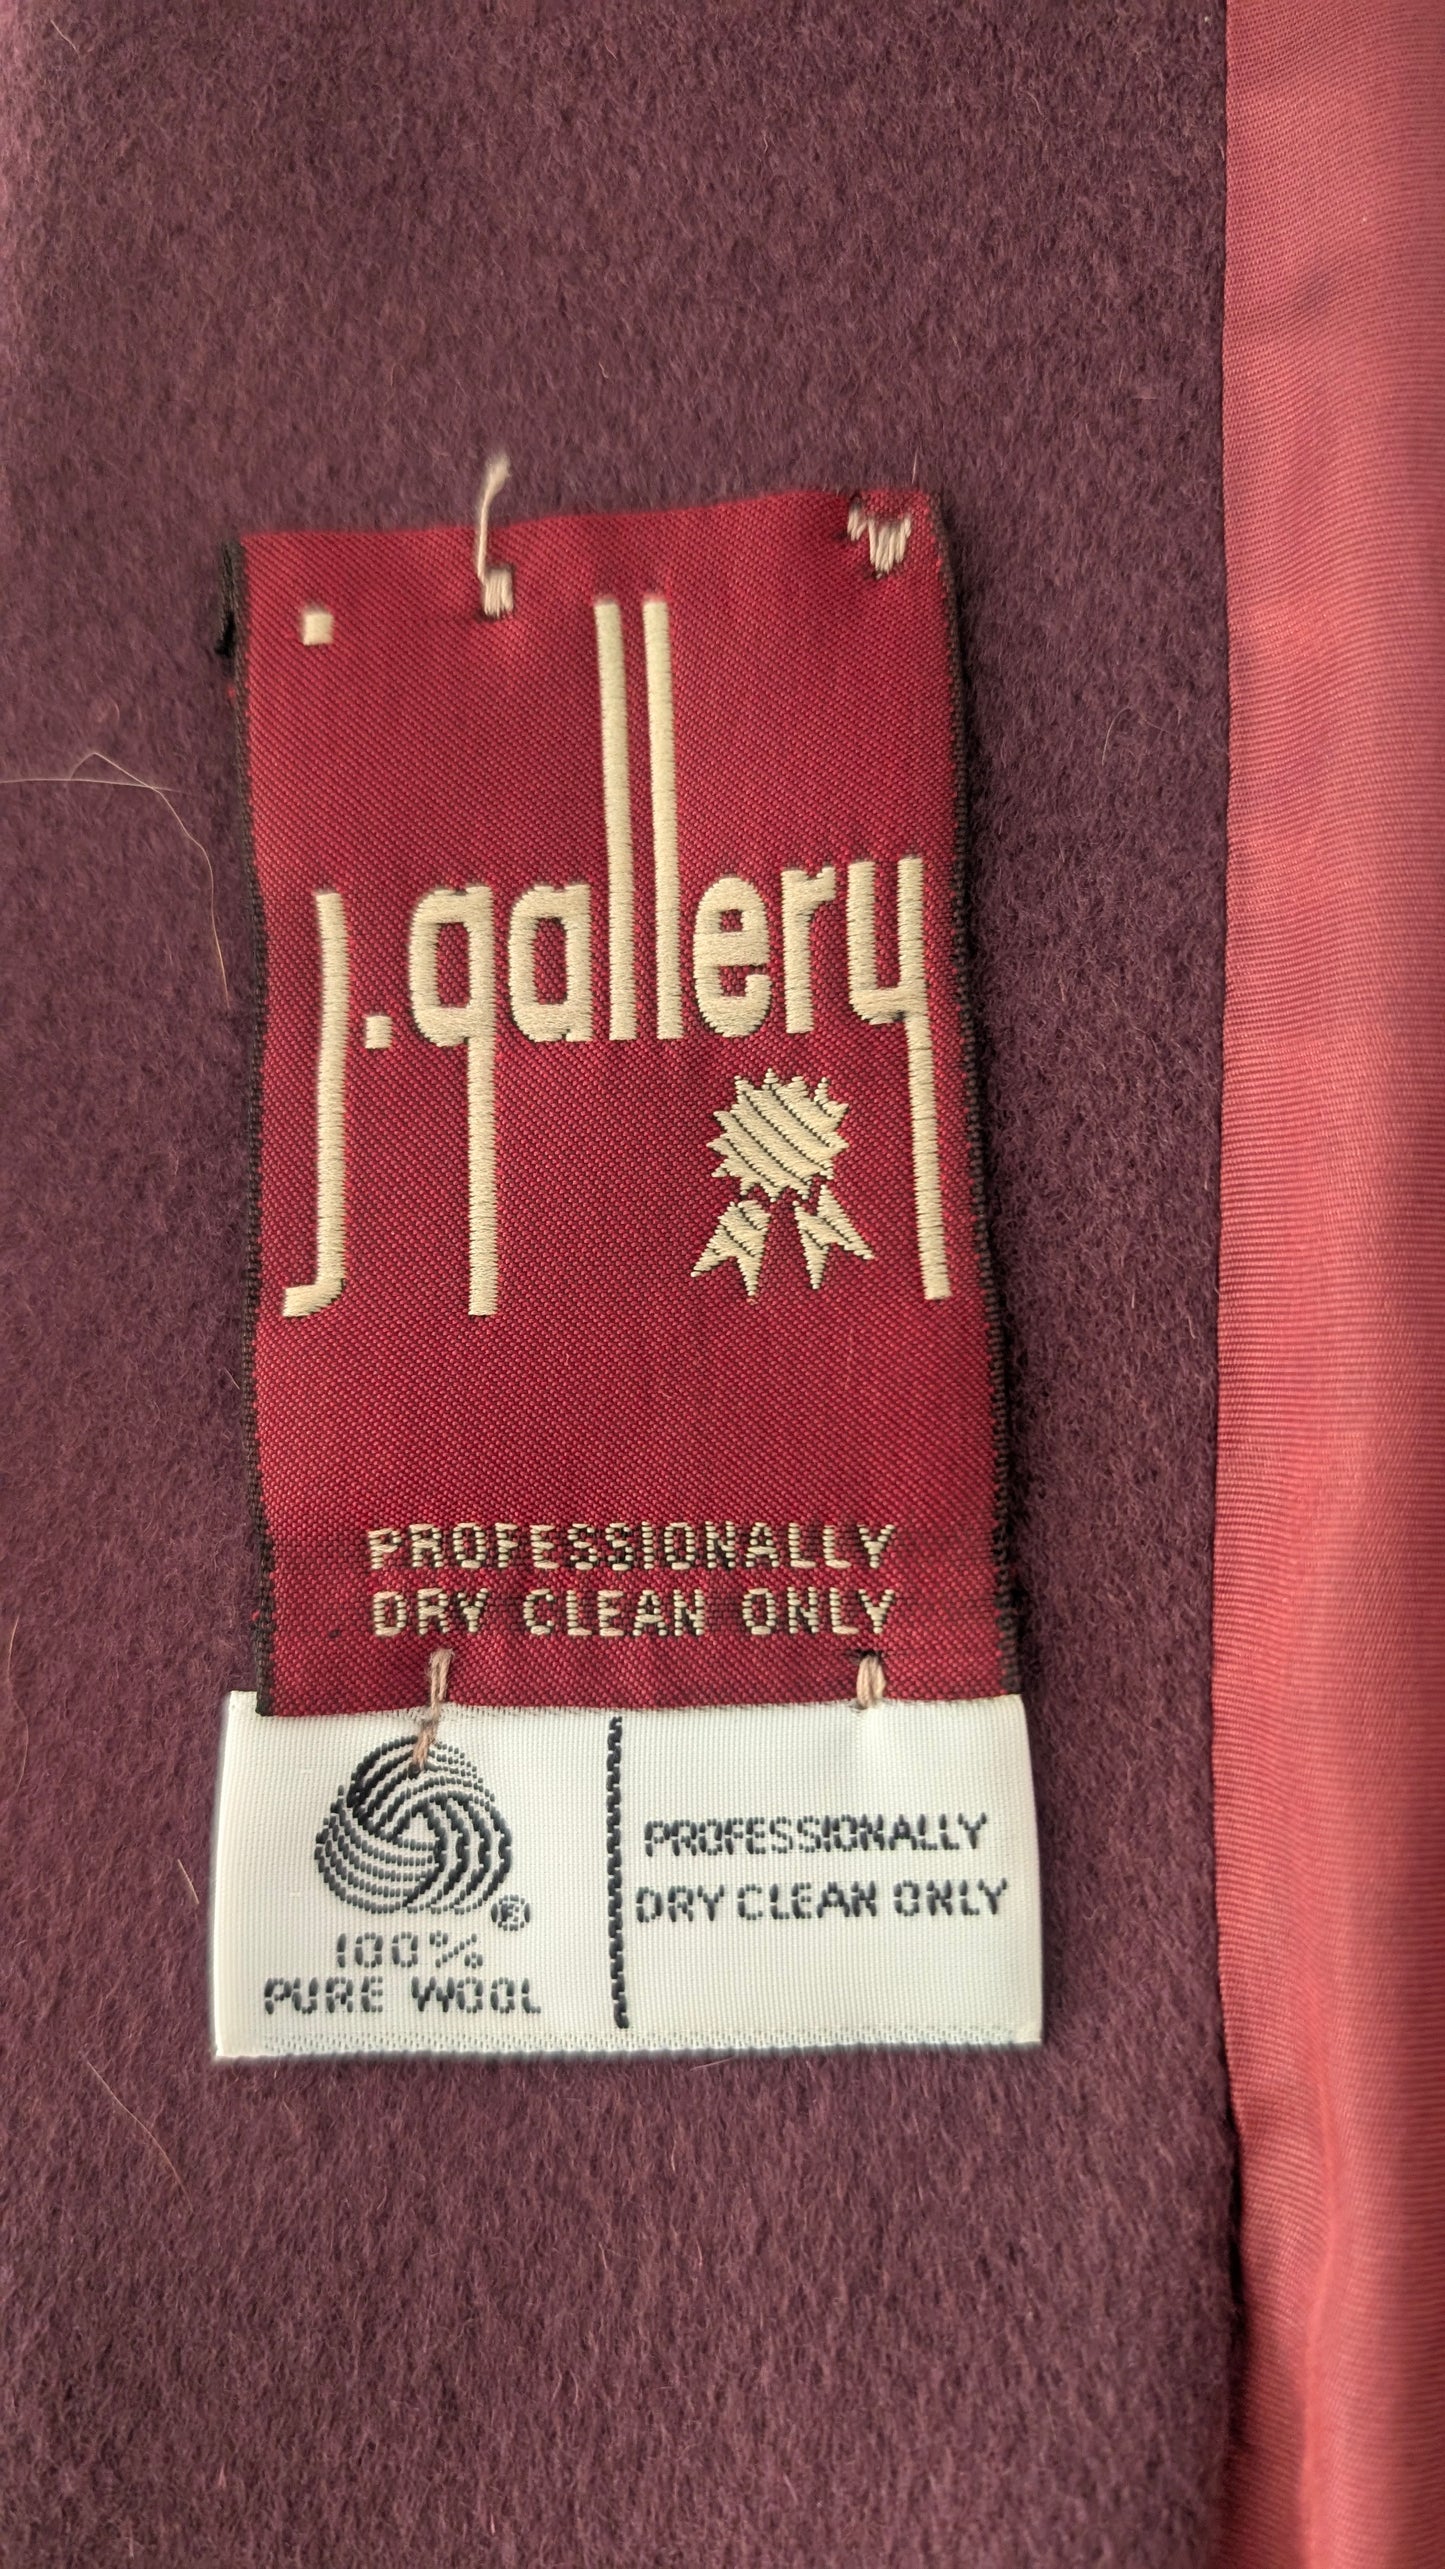 j.gallery
PROFESSIONALLY
DRY CLEAN ONLY
®
100%
PURE WOOL
PROFESSIONALLY
DRY CLEAN ONLY